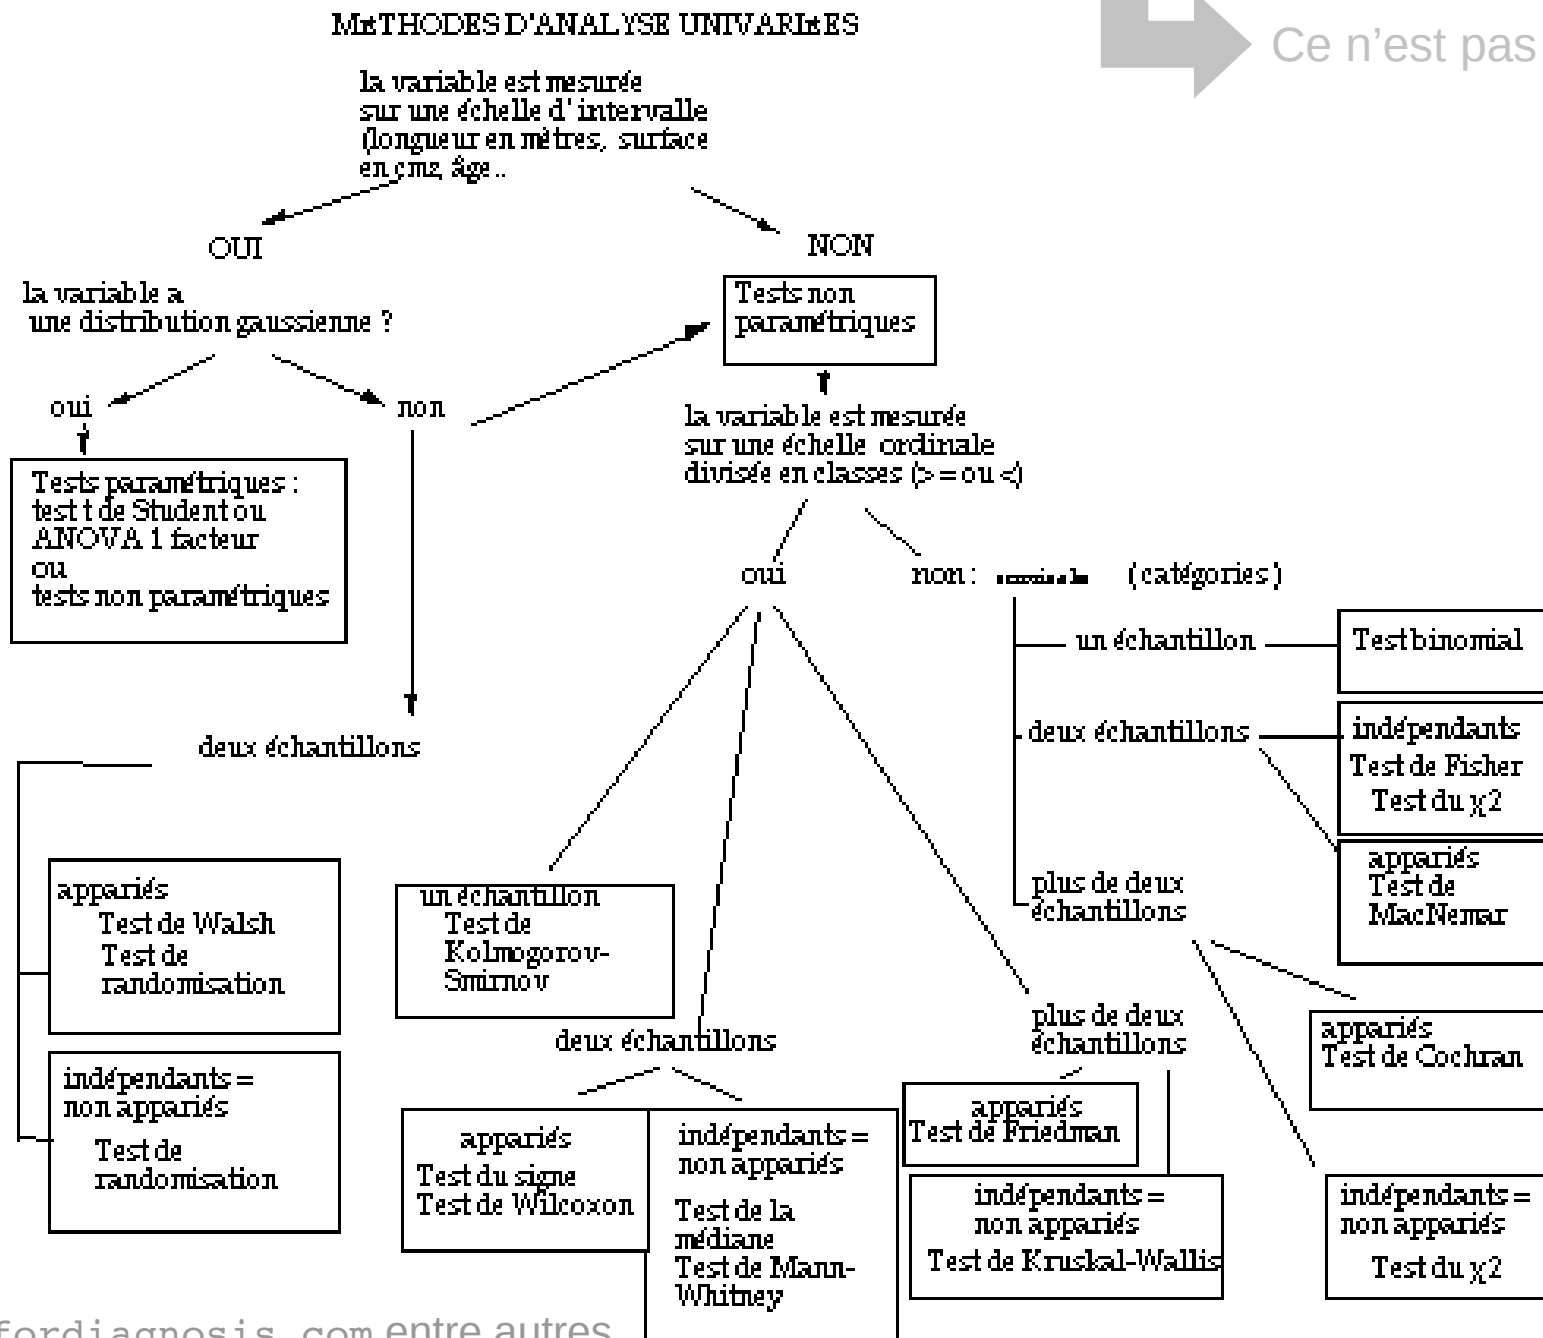 MéTHODES D'ANALYSE UNIVARIéES
Ce n’est pas
la variable est mesurée
sur une échelle d'intervalle
(longueur en mètres, surface
en cm2, âge..
OUI
NON
la variable a
une distribution gaussienne ?
Tests non
paramétriques
oui
non
la variable est mesurée
sur une échelle ordinale
divisée en classes (> = ou <)
Tests paramétriques :
test t de Student ou
ANOVA 1 facteur
ou
tests non paramétriques
oui
non: (catégories)
un échantillon
Test binomial
deux échantillons
indépendants
Test de Fisher
Test du χ2
deux échantillons
appariés
Test de
MacNemar
plus de deux
échantillons
appariés
Test de Walsh
Test de
randomisation
un échantillon
Test de
Kolmogorov-
Smirnov
plus de deux
échantillons
appariés
Test de Cochran
deux échantillons
indépendants =
non appariés
Test de
randomisation
appariés
Test du signe
Test de Wilcoxon
indépendants =
non appariés
Test de la
médiane
Test de Mann-
Whitney
appariés
Test de Friedman
indépendants =
non appariés
Test de Kruskal-Wallis
indépendants =
non appariés
Test du χ2
fordiagnosis.com entre autres